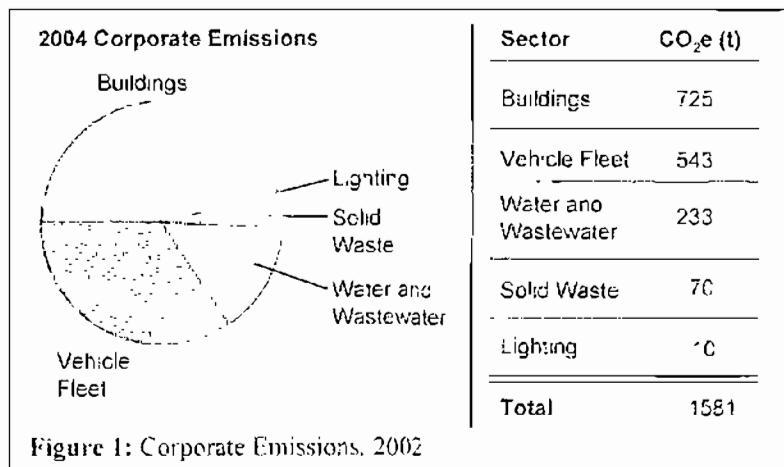 2004 Corporate Emissions
Buildings
Lighting
Solid
Waste
Water and
Wastewater
Vehicle
Fleet
Sector CO₂e (t)
Buildings 725
Vehicle Fleet 543
Water and
Wastewater 233
Solid Waste 70
Lighting 10
Total 1581
Figure 1: Corporate Emissions, 2002